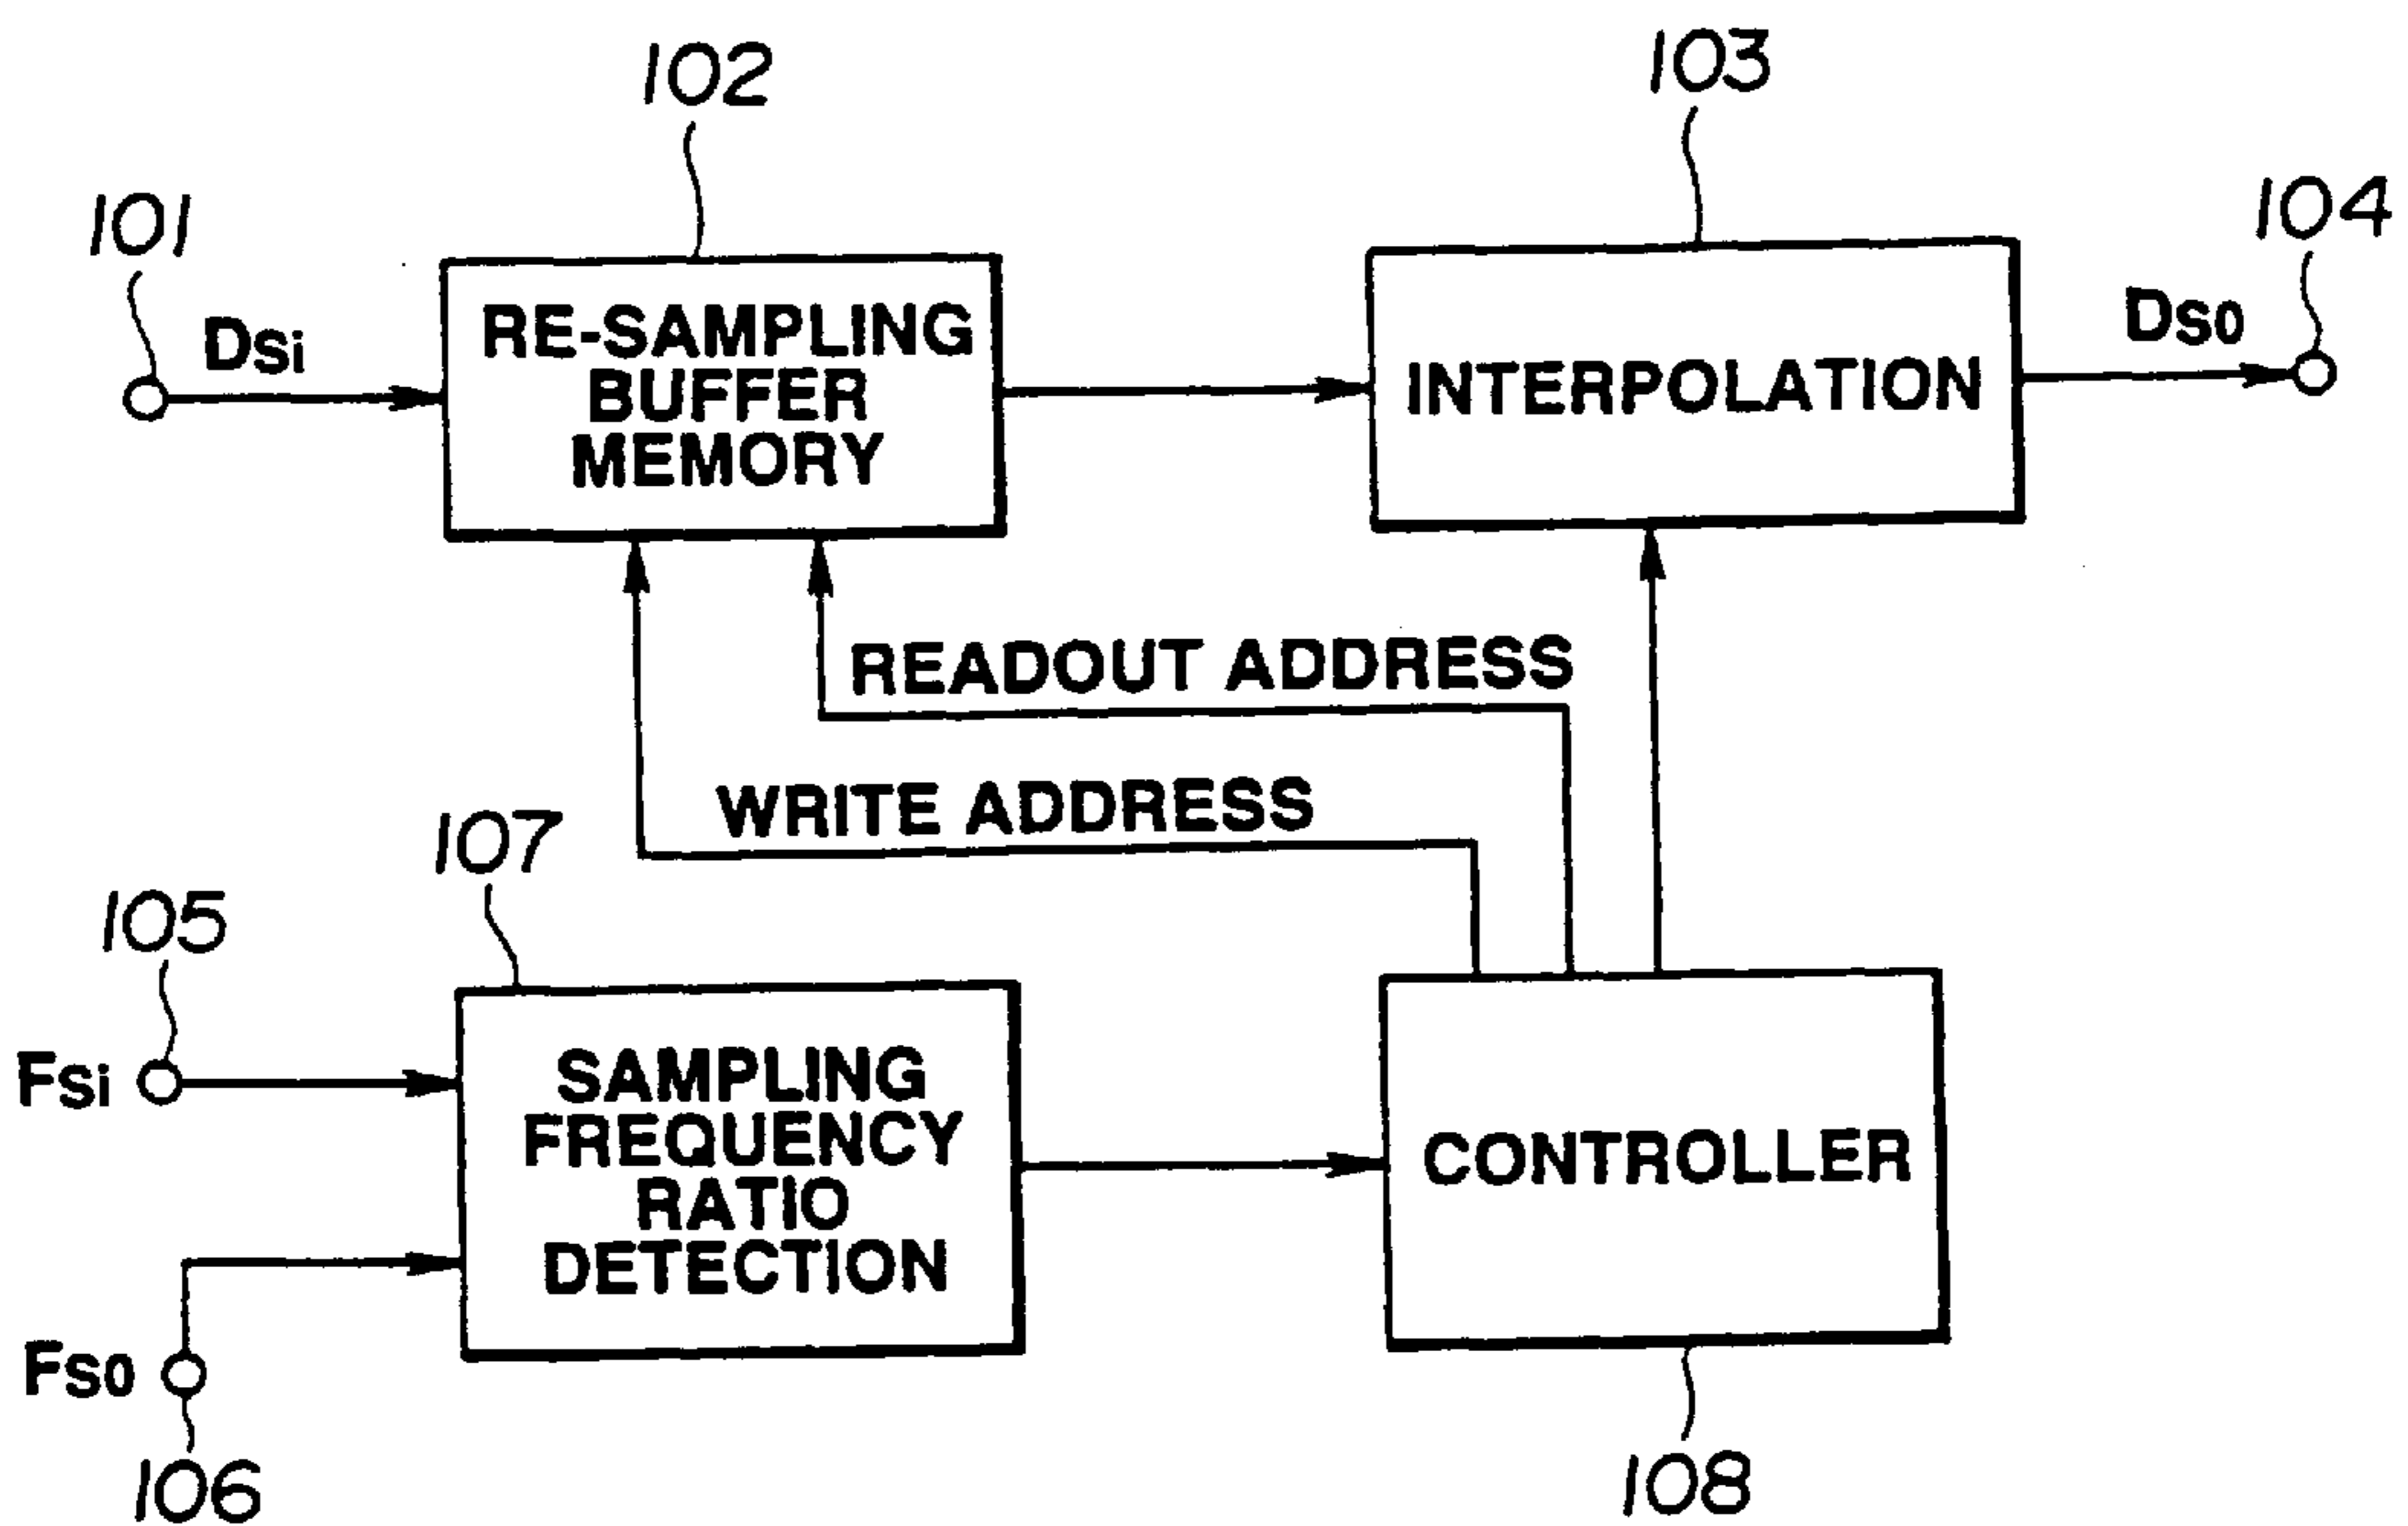 102
103
101
104
DSi
RE-SAMPLING
BUFFER
MEMORY
INTERPOLATION
DS0
READOUT ADDRESS
WRITE ADDRESS
107
105
FSi
SAMPLING
FREQUENCY
RATIO
DETECTION
CONTROLLER
FS0
106
108